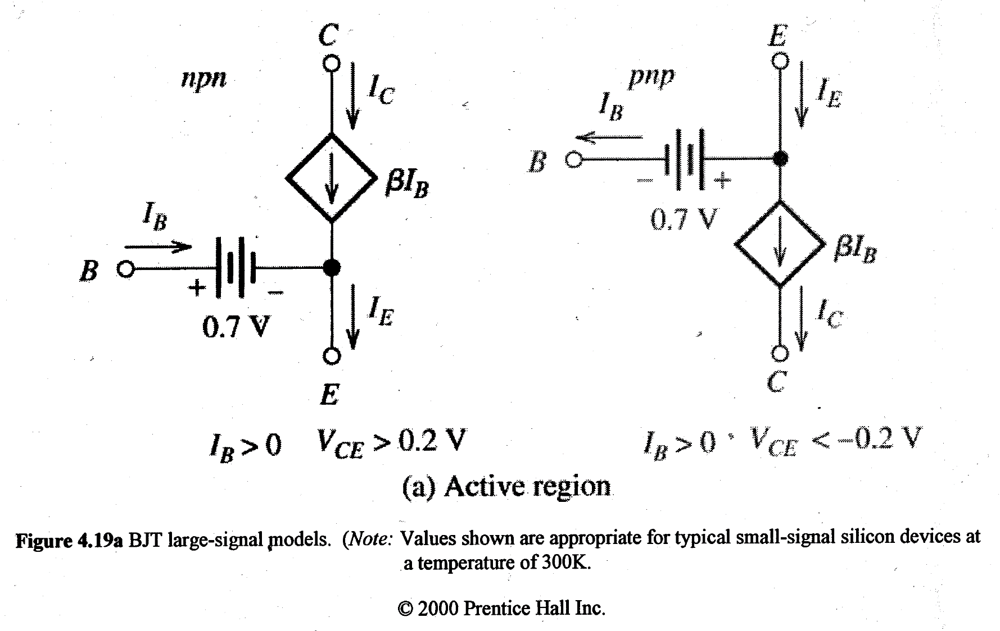 C
npn
I_C
βI_B
I_B
B
+
−
0.7 V
I_E
E
I_B > 0 V_CE > 0.2 V
E
pnp
I_E
I_B
B
−
+
0.7 V
βI_B
I_C
C
I_B > 0 V_CE < −0.2 V
(a) Active region
Figure 4.19a BJT large-signal models. (Note: Values shown are appropriate for typical small-signal silicon devices at
a temperature of 300K.
© 2000 Prentice Hall Inc.